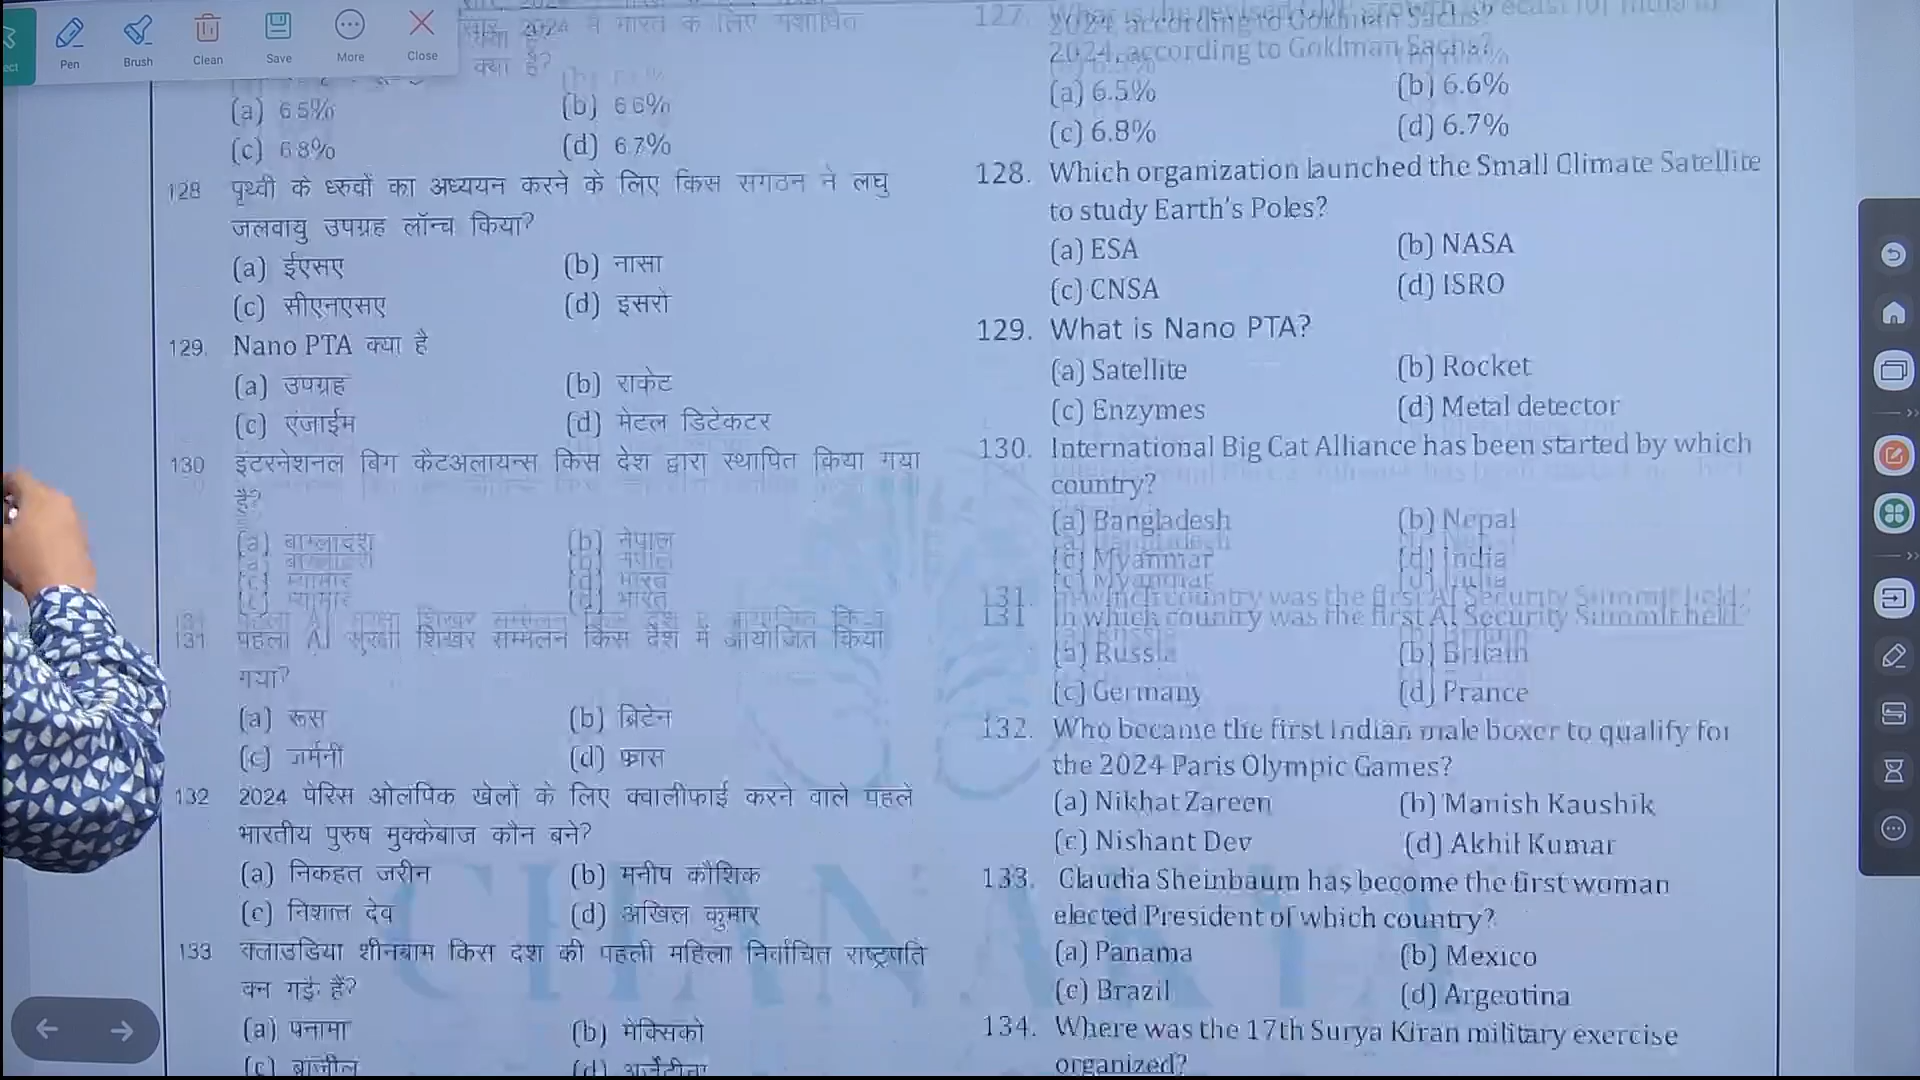 ect
Pen
Brush
Clean
Save
More
Close
(a) 6.5%
(b) 6.6%
(c) 6.8%
(d) 6.7%
128 पृथ्वी के ध्रुवों का अध्ययन करने के लिए किस संगठन ने लघु
जलवायु उपग्रह लॉन्च किया?
(a) ईएसए
(b) नासा
(c) सीएनएसए
(d) इसरो
129. Nano PTA क्या है
(a) उपग्रह
(b) राकेट
(c) एंजाईम
(d) मेटल डिटेकटर
130 इंटरनेशनल बिग कैटअलायन्स किस देश द्वारा स्थापित किया गया
है?
(a) बांग्लादेश
(b) नेपाल
(c) म्यांमार
(d) भारत
131 पहला AI सुरक्षा शिखर सम्मेलन किस देश में आयोजित किया
गया?
(a) रूस
(b) ब्रिटेन
(c) जर्मनी
(d) फ्रांस
132 2024 पेरिस ओलंपिक खेलों के लिए क्वालीफाई करने वाले पहले
भारतीय पुरुष मुक्केबाज कौन बने?
(a) निकहत जरीन
(b) मनीष कौशिक
(c) निशांत देव
(d) अखिल कुमार
133 क्लाउडिया शीनबाम किस देश की पहली महिला निर्वाचित राष्ट्रपति
बन गई हैं?
(a) पनामा
(b) मेक्सिको
(c) ब्राजील
127.
2024, according to Goldman Sachs?
(a) 6.5%
(b) 6.6%
(c) 6.8%
(d) 6.7%
128. Which organization launched the Small Climate Satellite
to study Earth's Poles?
(a) ESA
(b) NASA
(c) CNSA
(d) ISRO
129. What is Nano PTA?
(a) Satellite
(b) Rocket
(c) Enzymes
(d) Metal detector
130. International Big Cat Alliance has been started by which
country?
(a) Bangladesh
(b) Nepal
(c) Myanmar
(d) India
131. In which country was the first AI Security Summit held?
(a) Russia
(b) Britain
(c) Germany
(d) France
132. Who became the first Indian male boxer to qualify for
the 2024 Paris Olympic Games?
(a) Nikhat Zareen
(b) Manish Kaushik
(c) Nishant Dev
(d) Akhil Kumar
133. Claudia Sheinbaum has become the first woman
elected President of which country?
(a) Panama
(b) Mexico
(c) Brazil
(d) Argentina
134. Where was the 17th Surya Kiran military exercise
organized?
CHANAKYA